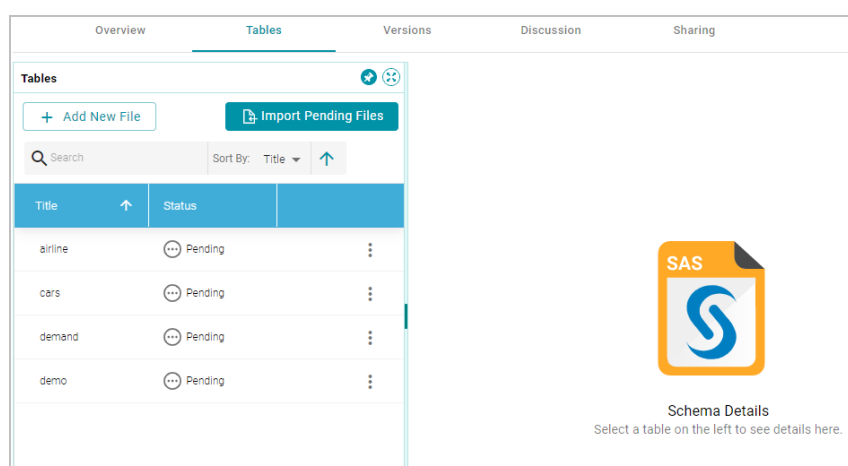 Overview Tables Versions Discussion Sharing
Tables
+ Add New File Import Pending Files
Search Sort By: Title
Title Status
airline Pending
cars Pending
demand Pending
demo Pending
SAS
Schema Details
Select a table on the left to see details here.